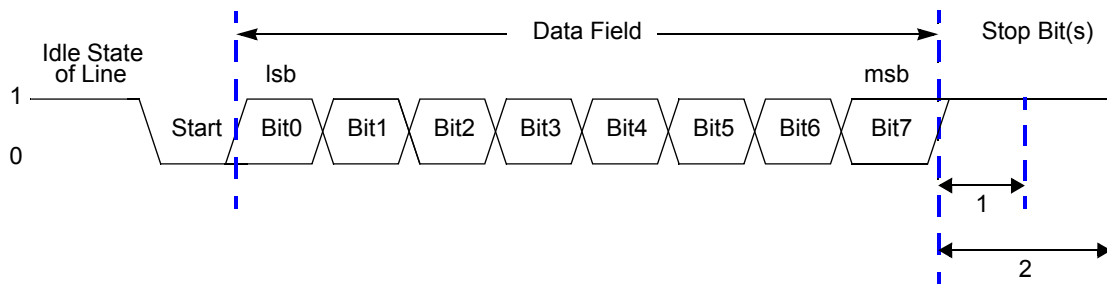 Data Field
Stop Bit(s)
Idle State
of Line
lsb
msb
1
Start
Bit0
Bit1
Bit2
Bit3
Bit4
Bit5
Bit6
Bit7
0
1
2